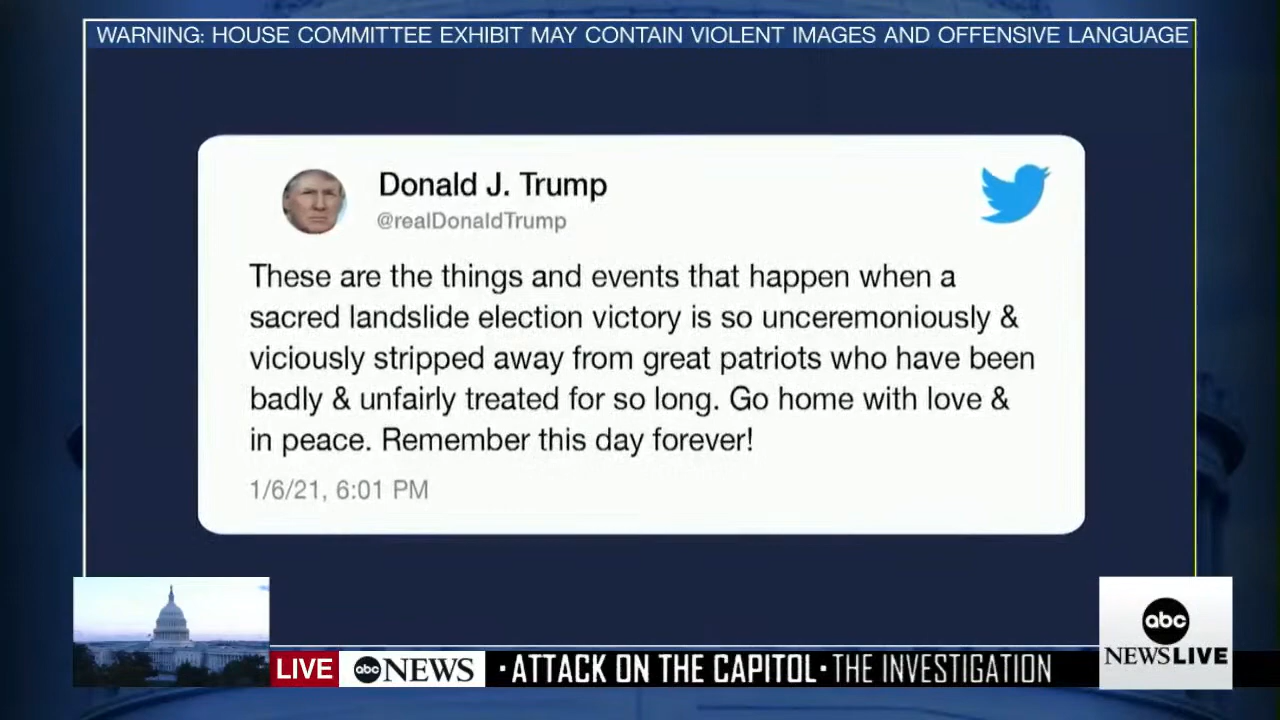 WARNING: HOUSE COMMITTEE EXHIBIT MAY CONTAIN VIOLENT IMAGES AND OFFENSIVE LANGUAGE
Donald J. Trump
@realDonaldTrump
These are the things and events that happen when a
sacred landslide election victory is so unceremoniously &
viciously stripped away from great patriots who have been
badly & unfairly treated for so long. Go home with love &
in peace. Remember this day forever!
1/6/21, 6:01 PM
LIVE abc NEWS • ATTACK ON THE CAPITOL • THE INVESTIGATION
abc
NEWSLIVE